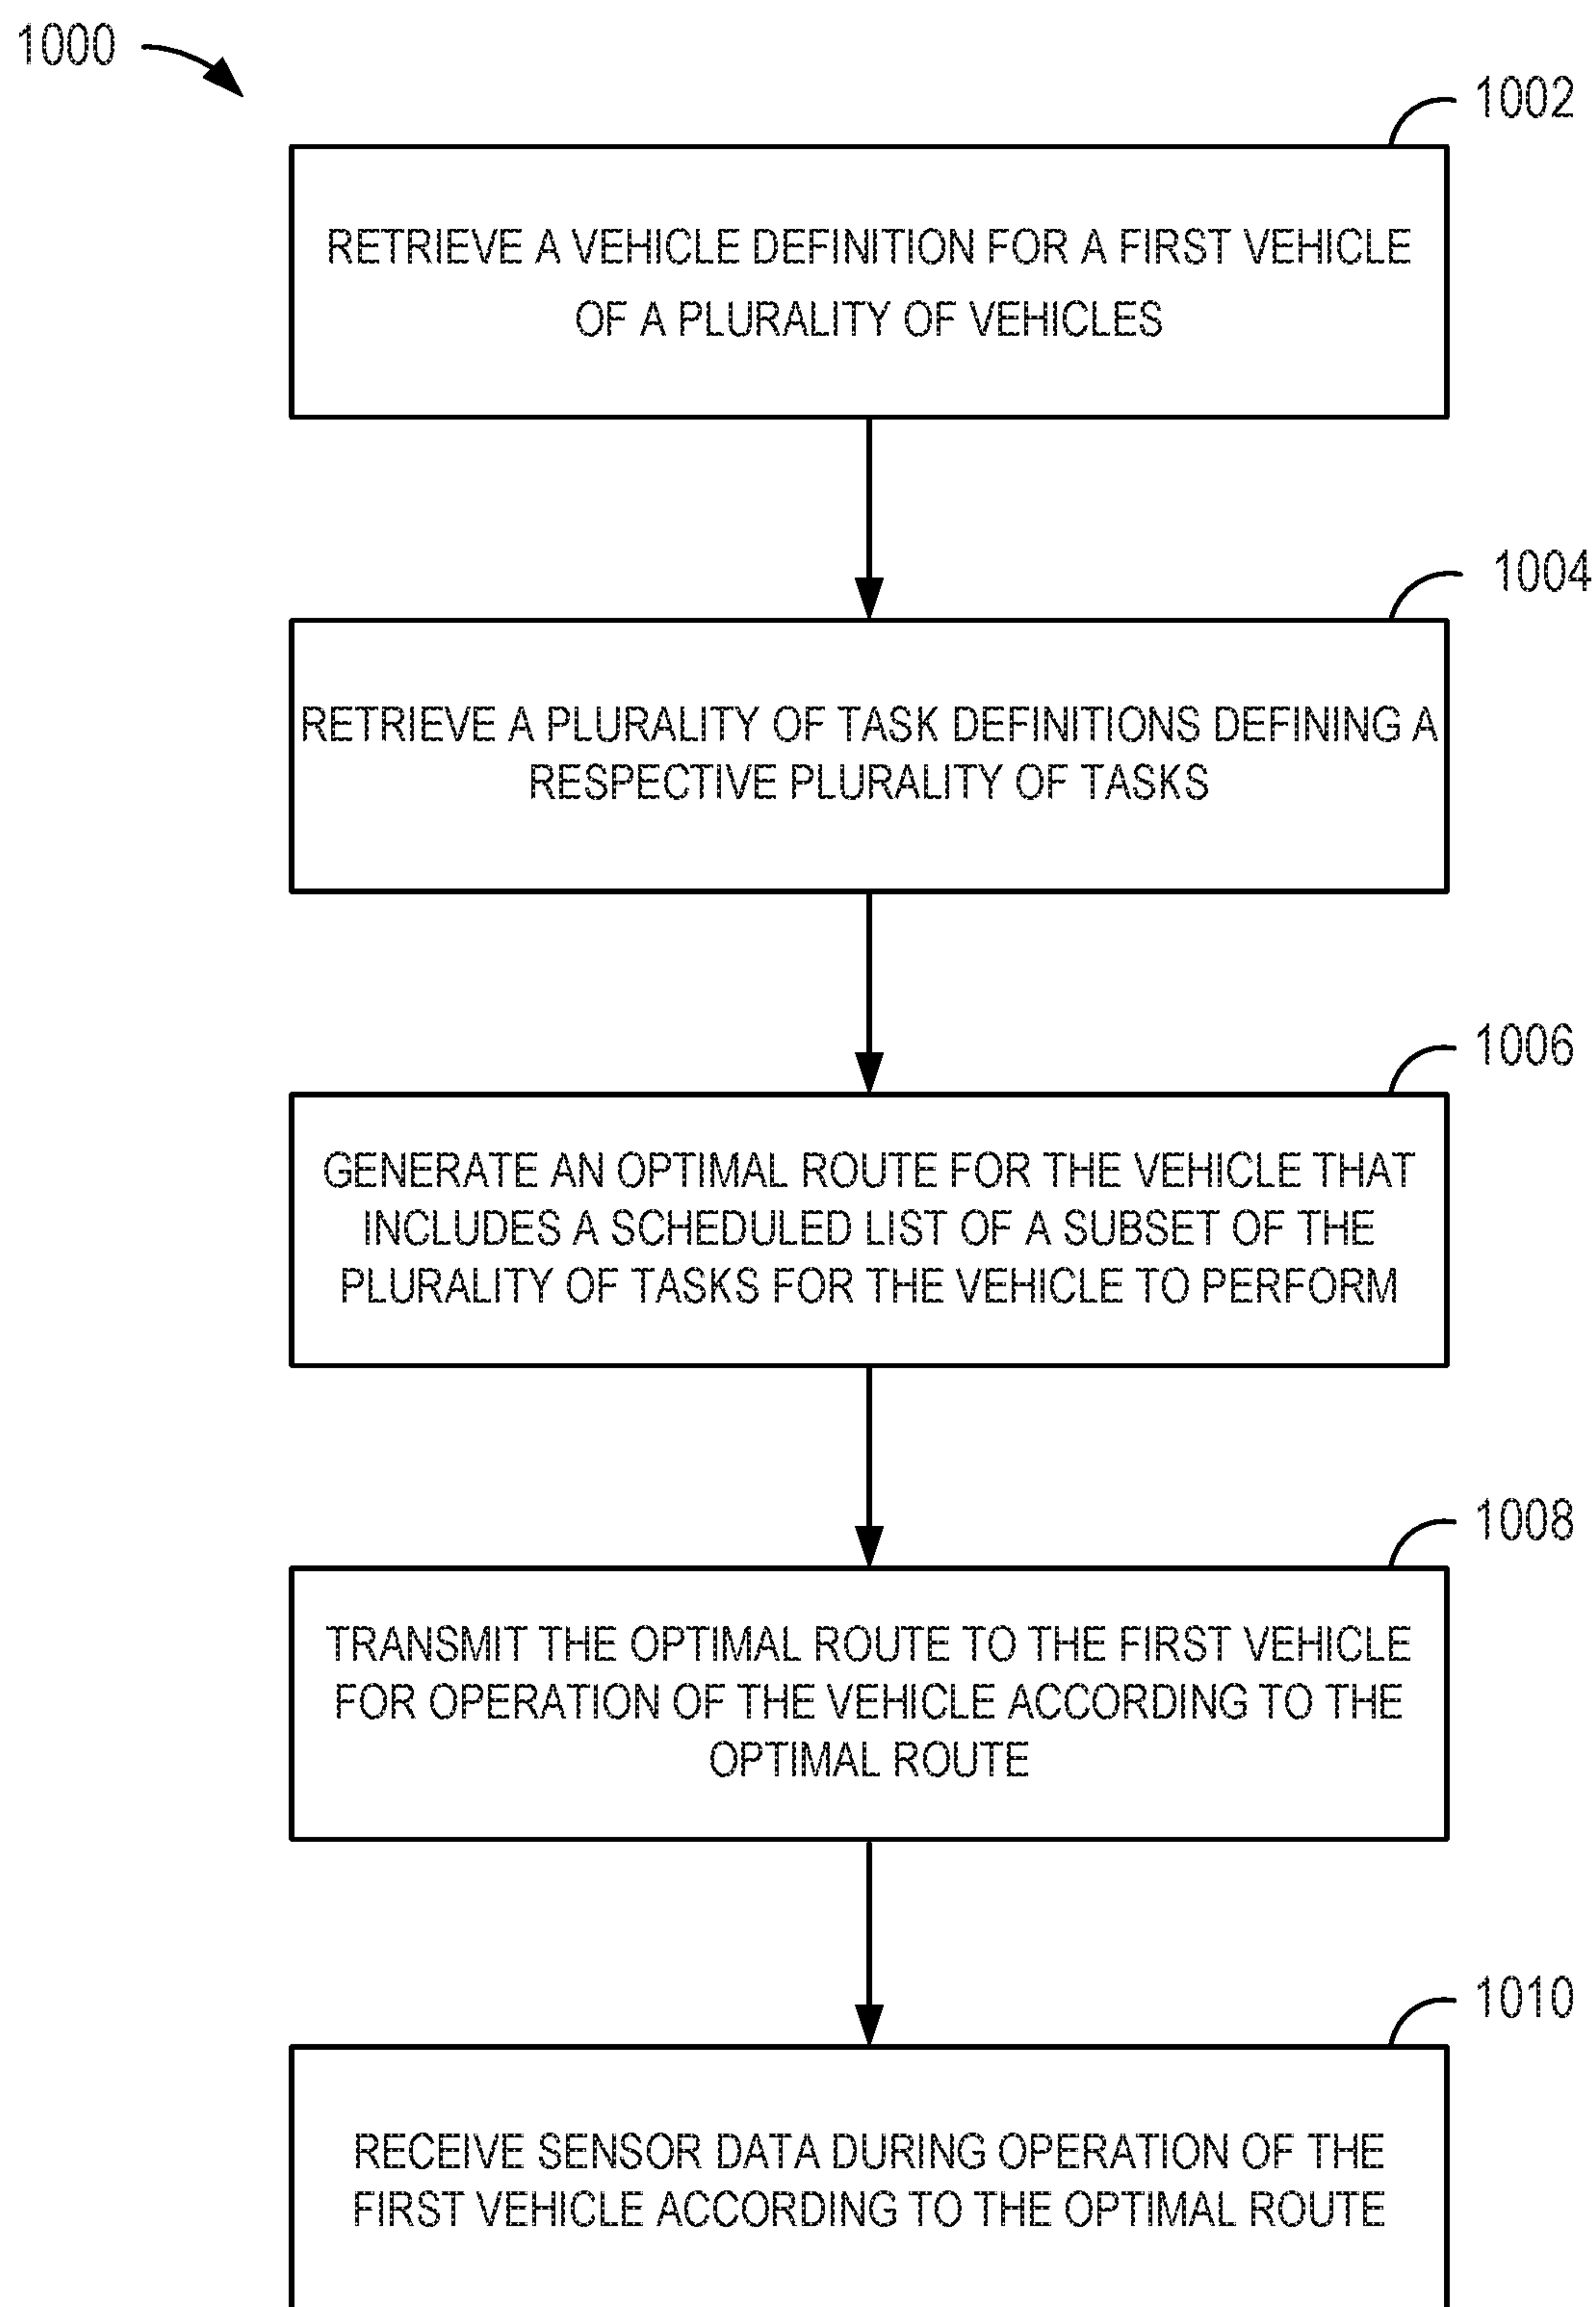 1000
1002
RETRIEVE A VEHICLE DEFINITION FOR A FIRST VEHICLE
OF A PLURALITY OF VEHICLES
1004
RETRIEVE A PLURALITY OF TASK DEFINITIONS DEFINING A
RESPECTIVE PLURALITY OF TASKS
1006
GENERATE AN OPTIMAL ROUTE FOR THE VEHICLE THAT
INCLUDES A SCHEDULED LIST OF A SUBSET OF THE
PLURALITY OF TASKS FOR THE VEHICLE TO PERFORM
1008
TRANSMIT THE OPTIMAL ROUTE TO THE FIRST VEHICLE
FOR OPERATION OF THE VEHICLE ACCORDING TO THE
OPTIMAL ROUTE
1010
RECEIVE SENSOR DATA DURING OPERATION OF THE
FIRST VEHICLE ACCORDING TO THE OPTIMAL ROUTE